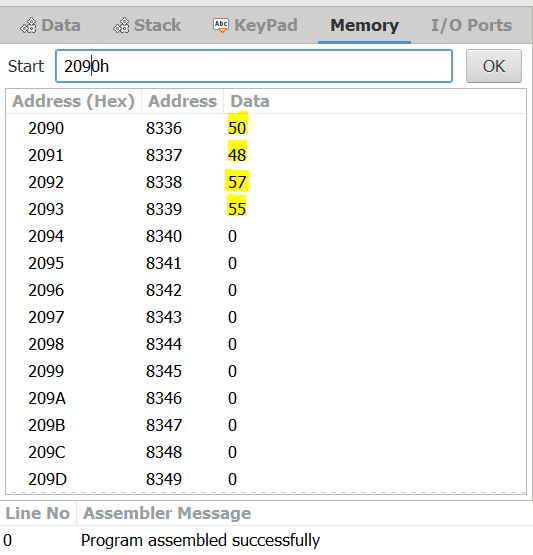 Data Stack Abc KeyPad Memory I/O Ports
Start 2090h OK
Address (Hex) Address Data
2090 8336 50
2091 8337 48
2092 8338 57
2093 8339 55
2094 8340 0
2095 8341 0
2096 8342 0
2097 8343 0
2098 8344 0
2099 8345 0
209A 8346 0
209B 8347 0
209C 8348 0
209D 8349 0
Line No Assembler Message
0 Program assembled successfully